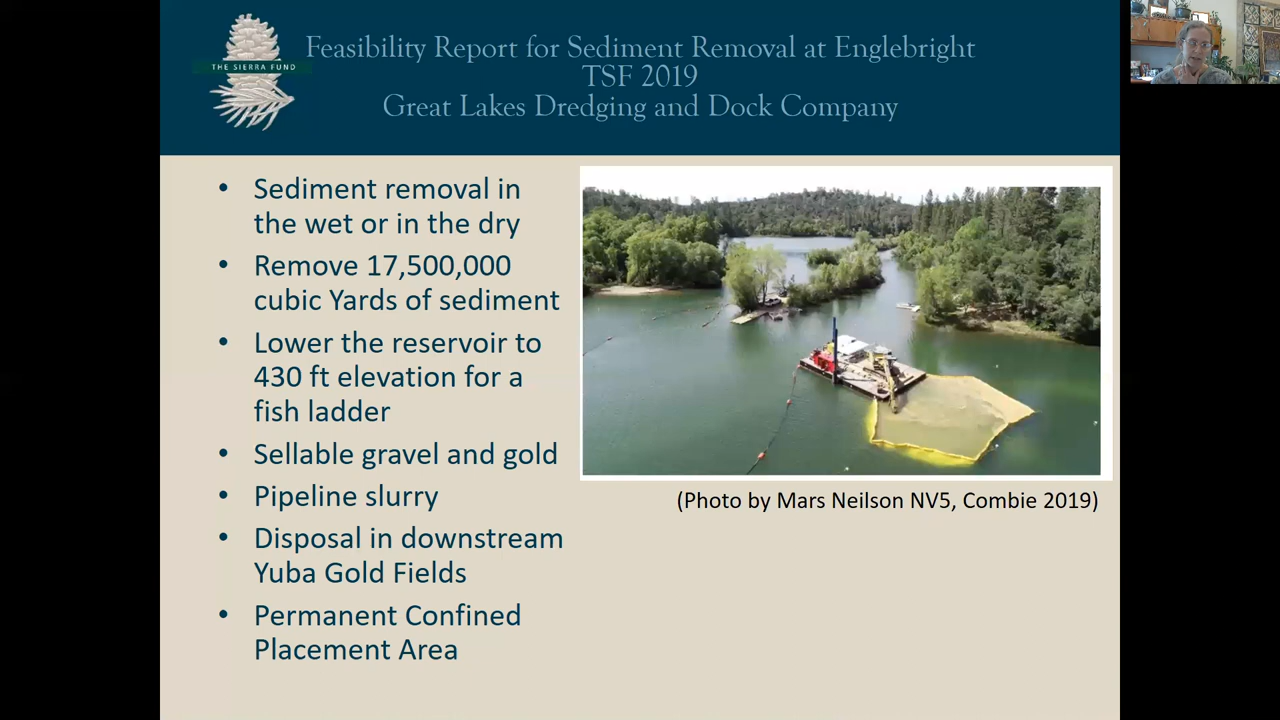 THE SIERRA FUND
Feasibility Report for Sediment Removal at Englebright
TSF 2019
Great Lakes Dredging and Dock Company
• Sediment removal in
the wet or in the dry
• Remove 17,500,000
cubic Yards of sediment
• Lower the reservoir to
430 ft elevation for a
fish ladder
• Sellable gravel and gold
• Pipeline slurry
• Disposal in downstream
Yuba Gold Fields
• Permanent Confined
Placement Area
(Photo by Mars Neilson NV5, Combie 2019)